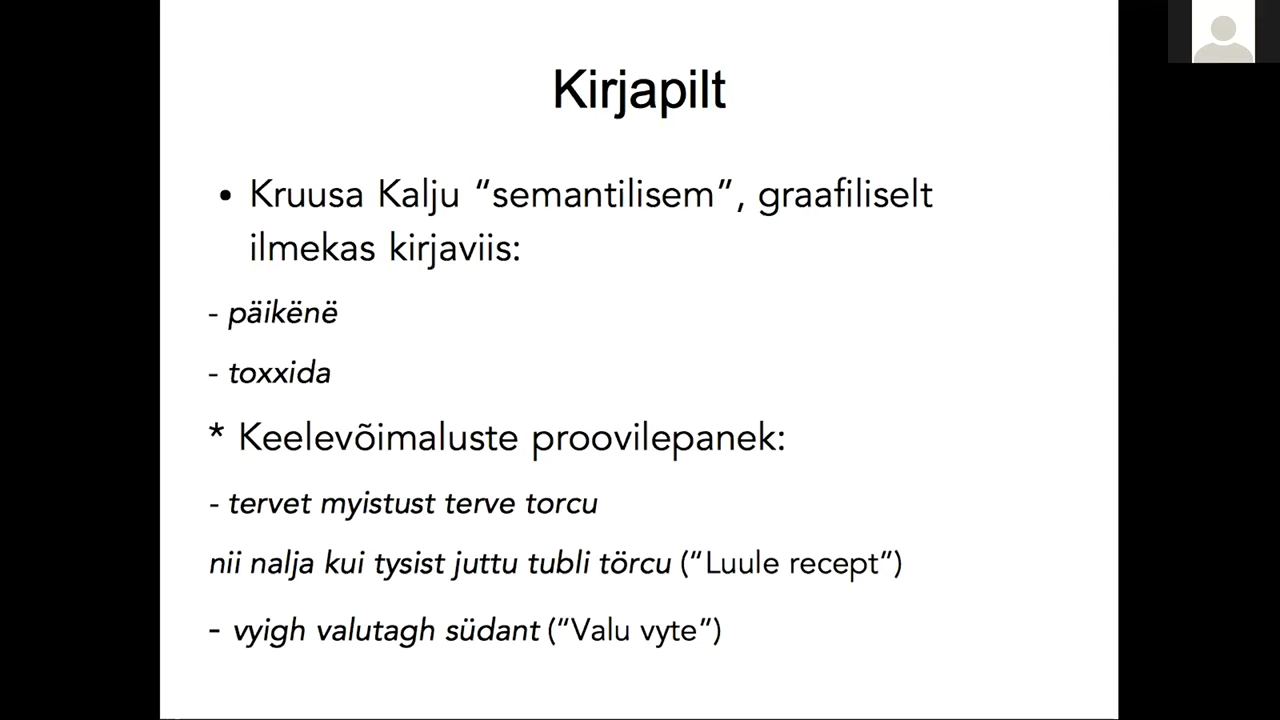 Kirjapilt
• Kruusa Kalju “semantilisem”, graafiliselt
ilmekas kirjaviis:
- päikënë
- toxxida
* Keelevõimaluste proovilepanek:
- tervet myistust terve torcu
nii nalja kui tysist juttu tubli törcu (“Luule recept”)
- vyigh valutagh südant (“Valu vyte”)